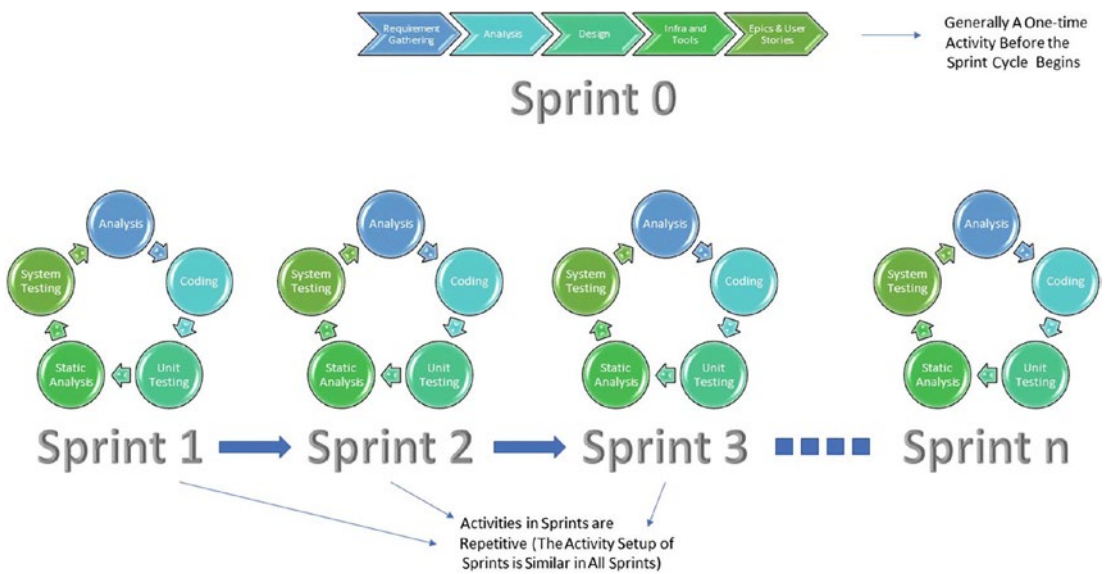 Requirement
Gathering
Analysis
Design
Infra and
Tools
Epics & User
Stories
Generally A One-time
Activity Before the
Sprint Cycle Begins
Sprint 0
Analysis
Coding
Unit
Testing
Static
Analysis
System
Testing
Sprint 1
Analysis
Coding
Unit
Testing
Static
Analysis
System
Testing
Sprint 2
Analysis
Coding
Unit
Testing
Static
Analysis
System
Testing
Sprint 3
Analysis
Coding
Unit
Testing
Static
Analysis
System
Testing
Sprint n
Activities in Sprints are
Repetitive (The Activity Setup of
Sprints is Similar in All Sprints)